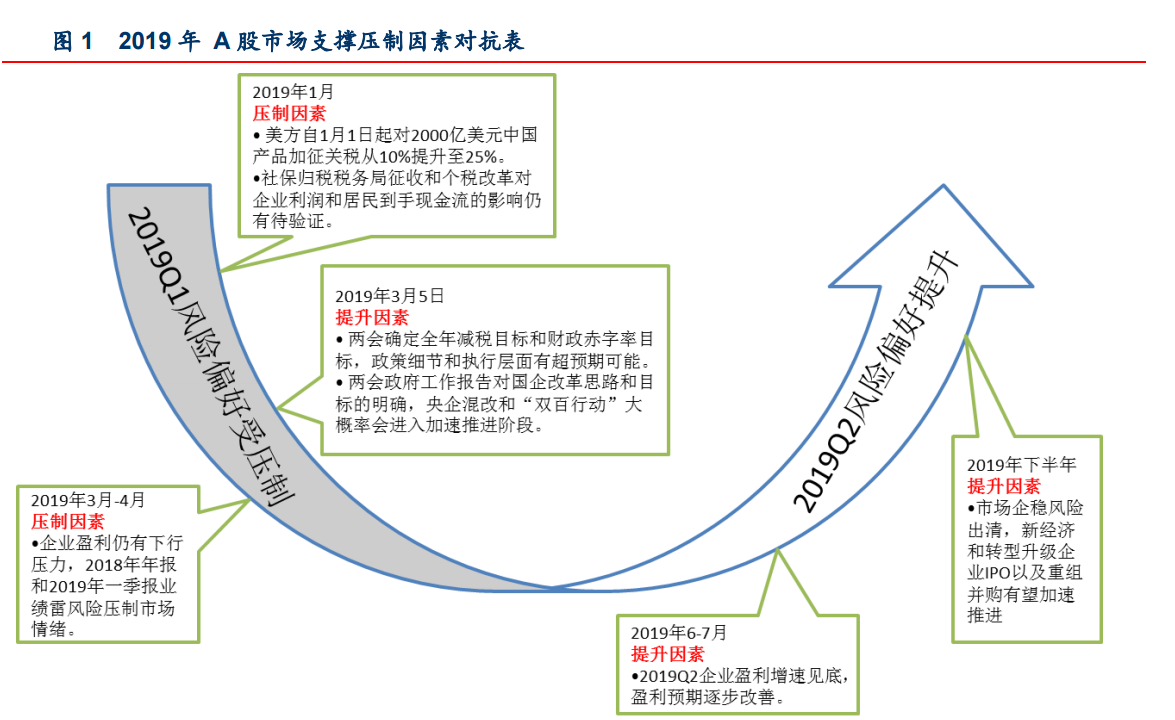 图 1 2019 年 A 股市场支撑压制因素对抗表
2019年1月
压制因素
• 美方自1月1日起对2000亿美元中国
产品加征关税从10%提升至25%。
•社保归税税务局征收和个税改革对
企业利润和居民到手现金流的影响仍
有待验证。
2019Q1风险偏好受压制
2019年3月5日
提升因素
• 两会确定全年减税目标和财政赤字率目
标，政策细节和执行层面有超预期可能。
• 两会政府工作报告对国企改革思路和目
标的明确，央企混改和“双百行动”大
概率会进入加速推进阶段。
2019Q2风险偏好提升
2019年3月-4月
压制因素
•企业盈利仍有下行
压力，2018年年报
和2019年一季报业
绩雷风险压制市场
情绪。
2019年下半年
提升因素
•市场企稳风险
出清，新经济
和转型升级企
业IPO以及重组
并购有望加速
推进
2019年6-7月
提升因素
•2019Q2企业盈利增速见底，
盈利预期逐步改善。